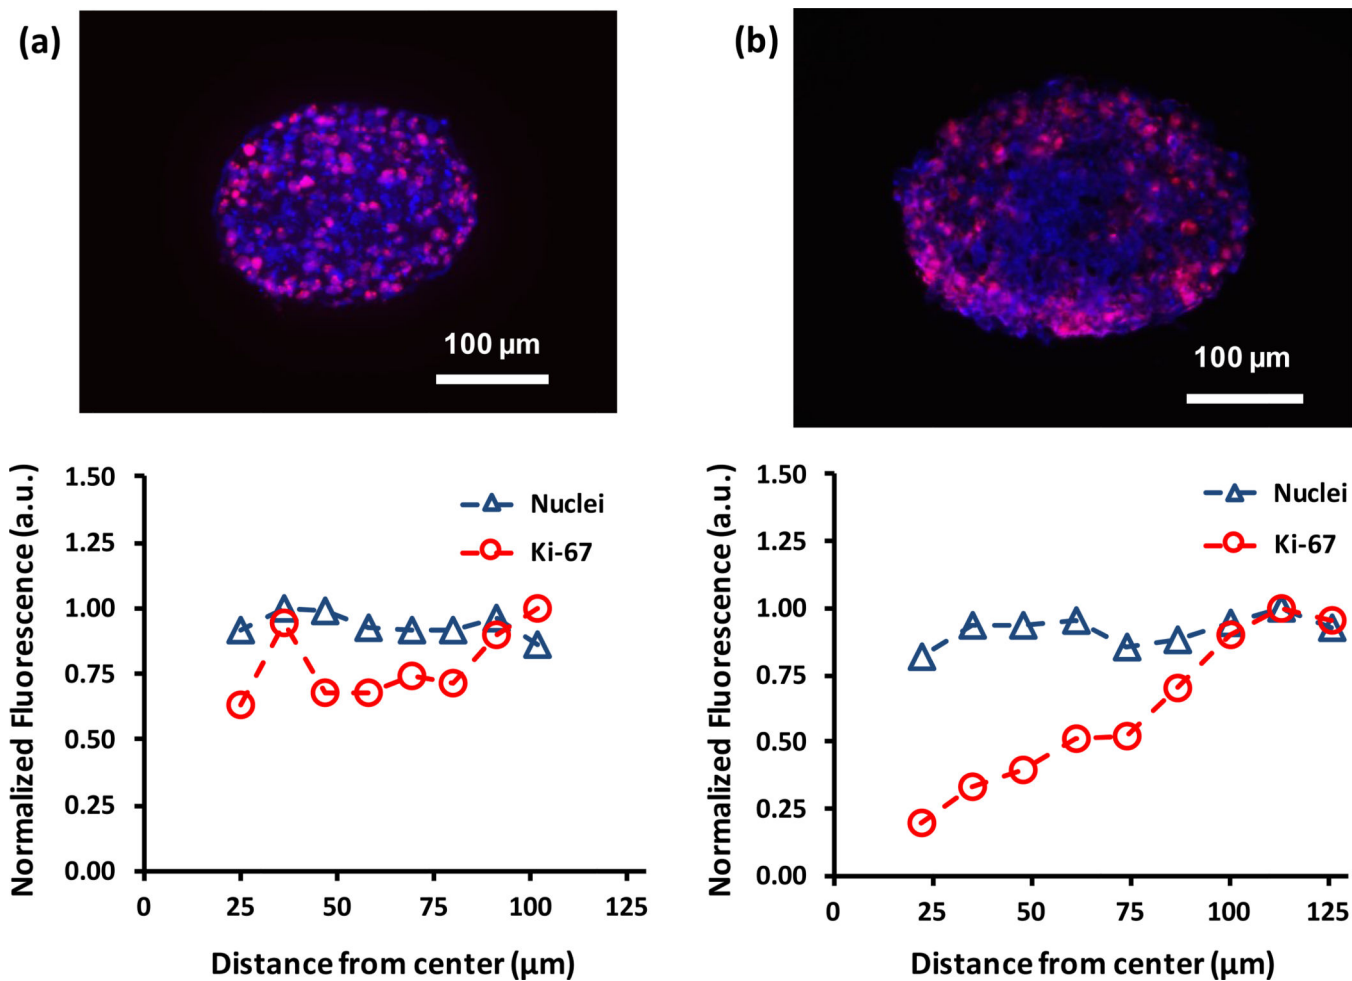 (a)
100 µm
(b)
100 µm
Normalized Fluorescence (a.u.)
1.50
1.25
1.00
0.75
0.50
0.25
0.00
0
25
50
75
100
125
Distance from center (µm)
Nuclei
Ki-67
Normalized Fluorescence (a.u.)
1.50
1.25
1.00
0.75
0.50
0.25
0.00
0
25
50
75
100
125
Distance from center (µm)
Nuclei
Ki-67